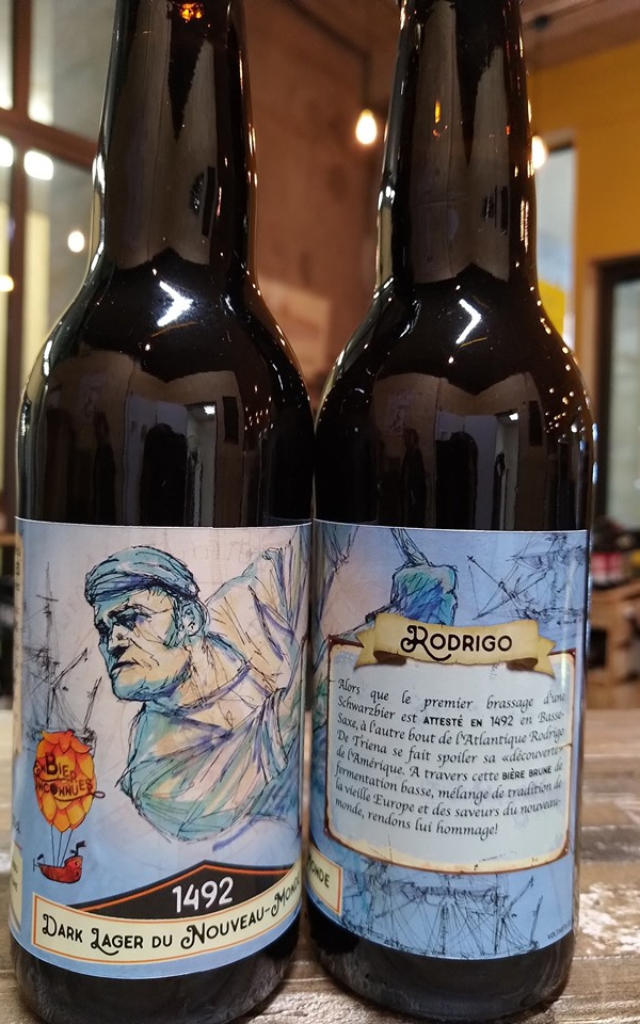 Bier
Inconnues
1492
Dark Lager du Nouveau-Monde
Rodrigo
Alors que le premier brassage d'une
Schwarzbier est ATTESTÉ EN 1492 en Basse-
Saxe, à l'autre bout de l'Atlantique Rodrigo
De Triena se fait spoiler sa «découverte»
de l'Amérique. A travers cette BIÈRE BRUNE de
fermentation basse, mélange de tradition de
la vieille Europe et des saveurs du nouveau-
monde, rendons lui hommage!
onde